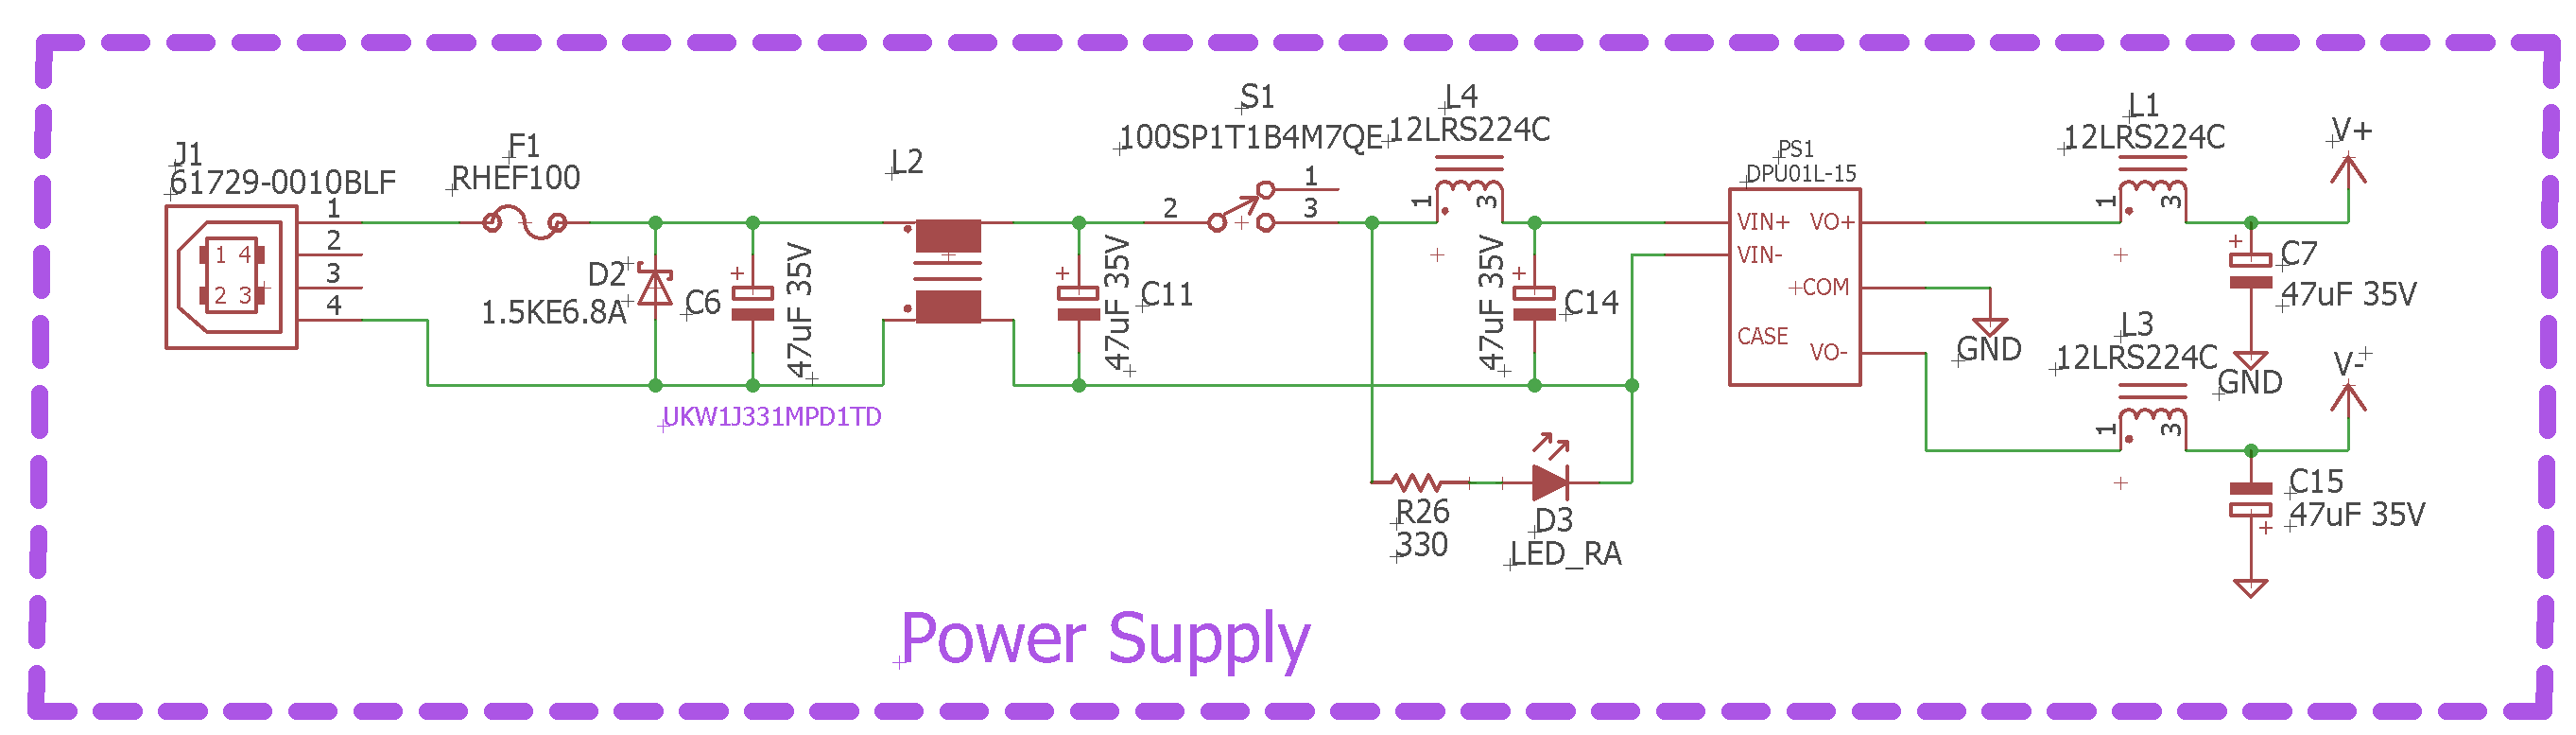 J1
61729-0010BLF
1
2
3
4
1 4
2 3
F1
RHEF100
D2
1.5KE6.8A
+
C6
47uF 35V
UKW1J331MPD1TD
L2
+
C11
47uF 35V
S1
100SP1T1B4M7QE
2
1
3
L4
12LRS224C
1
3
+
C14
47uF 35V
R26
330
D3
LED_RA
PS1
DPU01L-15
VIN+
VIN-
CASE
VO+
COM
VO-
GND
L1
12LRS224C
1
3
V+
+
C7
47uF 35V
GND
L3
12LRS224C
1
3
V-
C15
47uF 35V
+
Power Supply